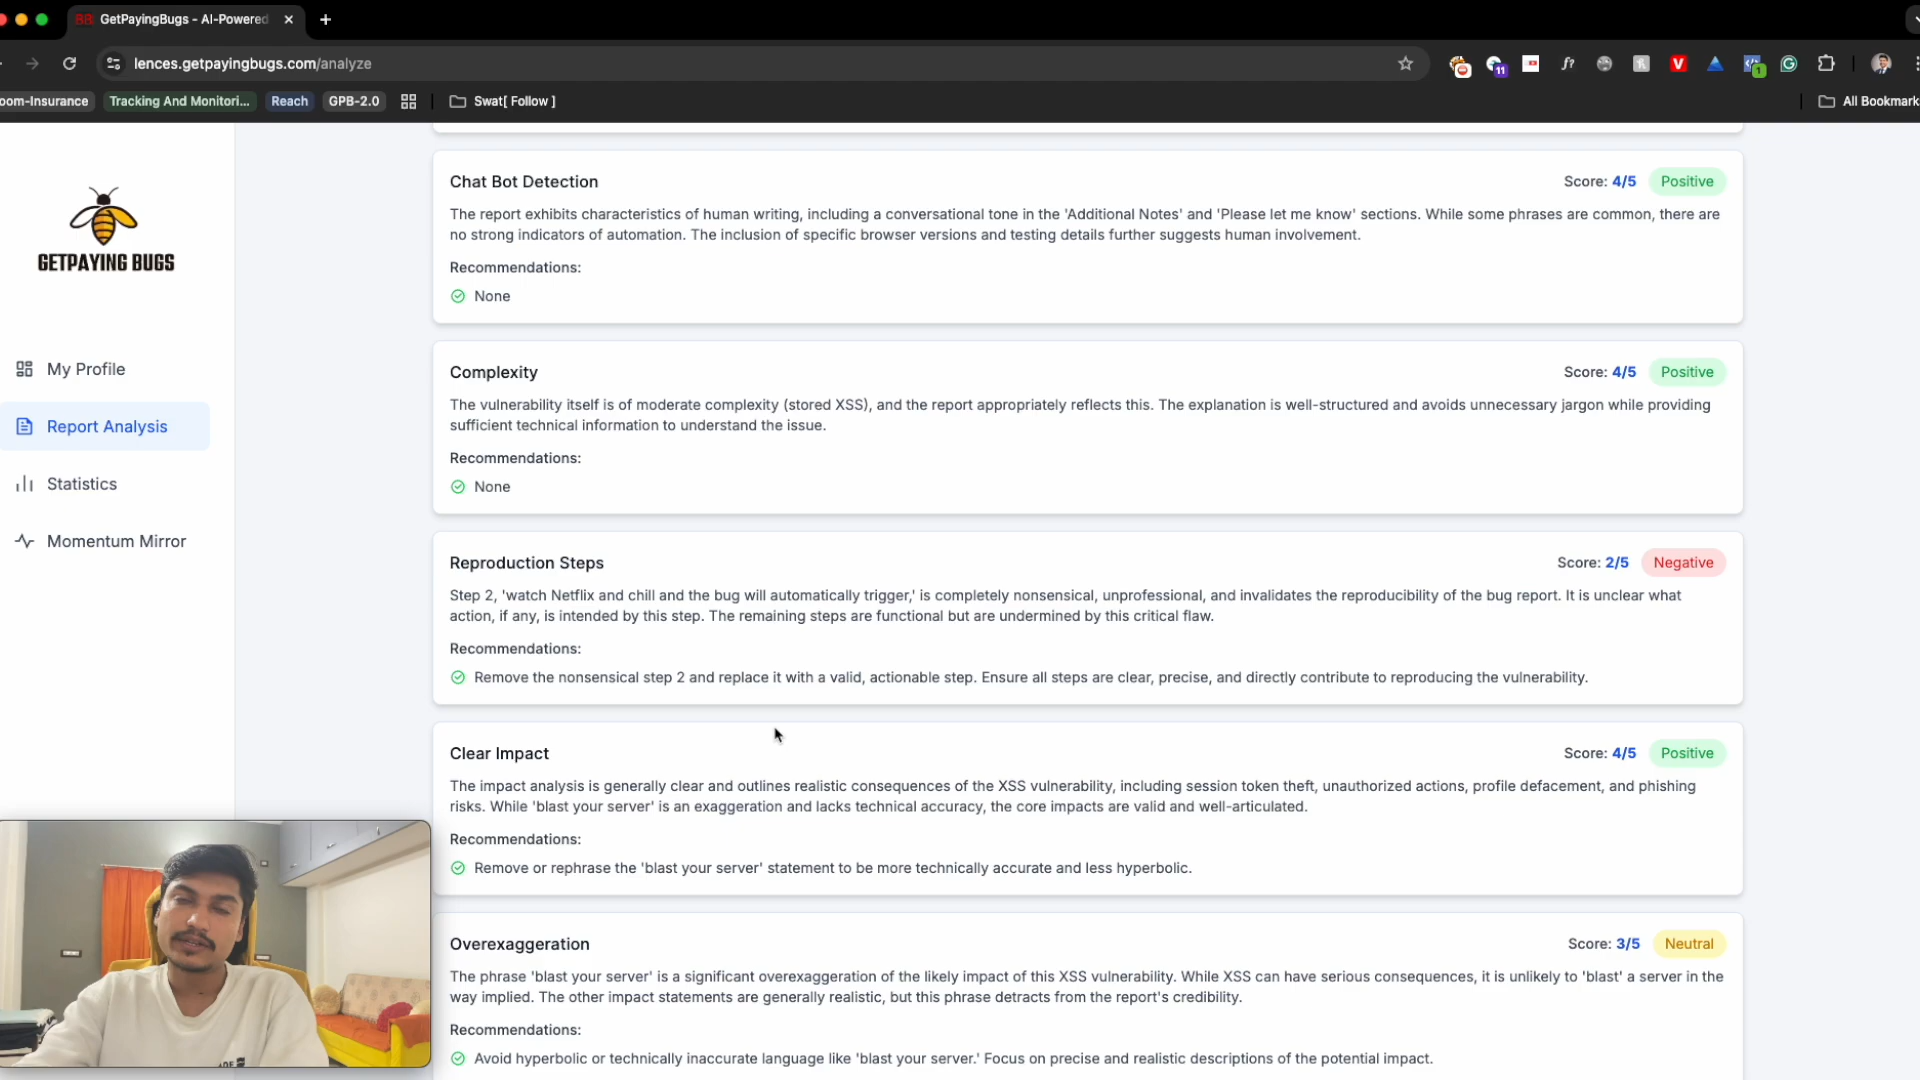 GetPayingBugs - AI-Powered
lences.getpayingbugs.com/analyze
11
1
oom-Insurance
Tracking And Monitori...
Reach
GPB-2.0
Swat[ Follow ]
All Bookmark
GETPAYING BUGS
My Profile
Report Analysis
Statistics
Momentum Mirror
Chat Bot Detection
Score: 4/5 Positive
The report exhibits characteristics of human writing, including a conversational tone in the 'Additional Notes' and 'Please let me know' sections. While some phrases are common, there are
no strong indicators of automation. The inclusion of specific browser versions and testing details further suggests human involvement.
Recommendations:
None
Complexity
Score: 4/5 Positive
The vulnerability itself is of moderate complexity (stored XSS), and the report appropriately reflects this. The explanation is well-structured and avoids unnecessary jargon while providing
sufficient technical information to understand the issue.
Recommendations:
None
Reproduction Steps
Score: 2/5 Negative
Step 2, 'watch Netflix and chill and the bug will automatically trigger,' is completely nonsensical, unprofessional, and invalidates the reproducibility of the bug report. It is unclear what
action, if any, is intended by this step. The remaining steps are functional but are undermined by this critical flaw.
Recommendations:
Remove the nonsensical step 2 and replace it with a valid, actionable step. Ensure all steps are clear, precise, and directly contribute to reproducing the vulnerability.
Clear Impact
Score: 4/5 Positive
The impact analysis is generally clear and outlines realistic consequences of the XSS vulnerability, including session token theft, unauthorized actions, profile defacement, and phishing
risks. While 'blast your server' is an exaggeration and lacks technical accuracy, the core impacts are valid and well-articulated.
Recommendations:
Remove or rephrase the 'blast your server' statement to be more technically accurate and less hyperbolic.
Overexaggeration
Score: 3/5 Neutral
The phrase 'blast your server' is a significant overexaggeration of the likely impact of this XSS vulnerability. While XSS can have serious consequences, it is unlikely to 'blast' a server in the
way implied. The other impact statements are generally realistic, but this phrase detracts from the report's credibility.
Recommendations:
Avoid hyperbolic or technically inaccurate language like 'blast your server.' Focus on precise and realistic descriptions of the potential impact.